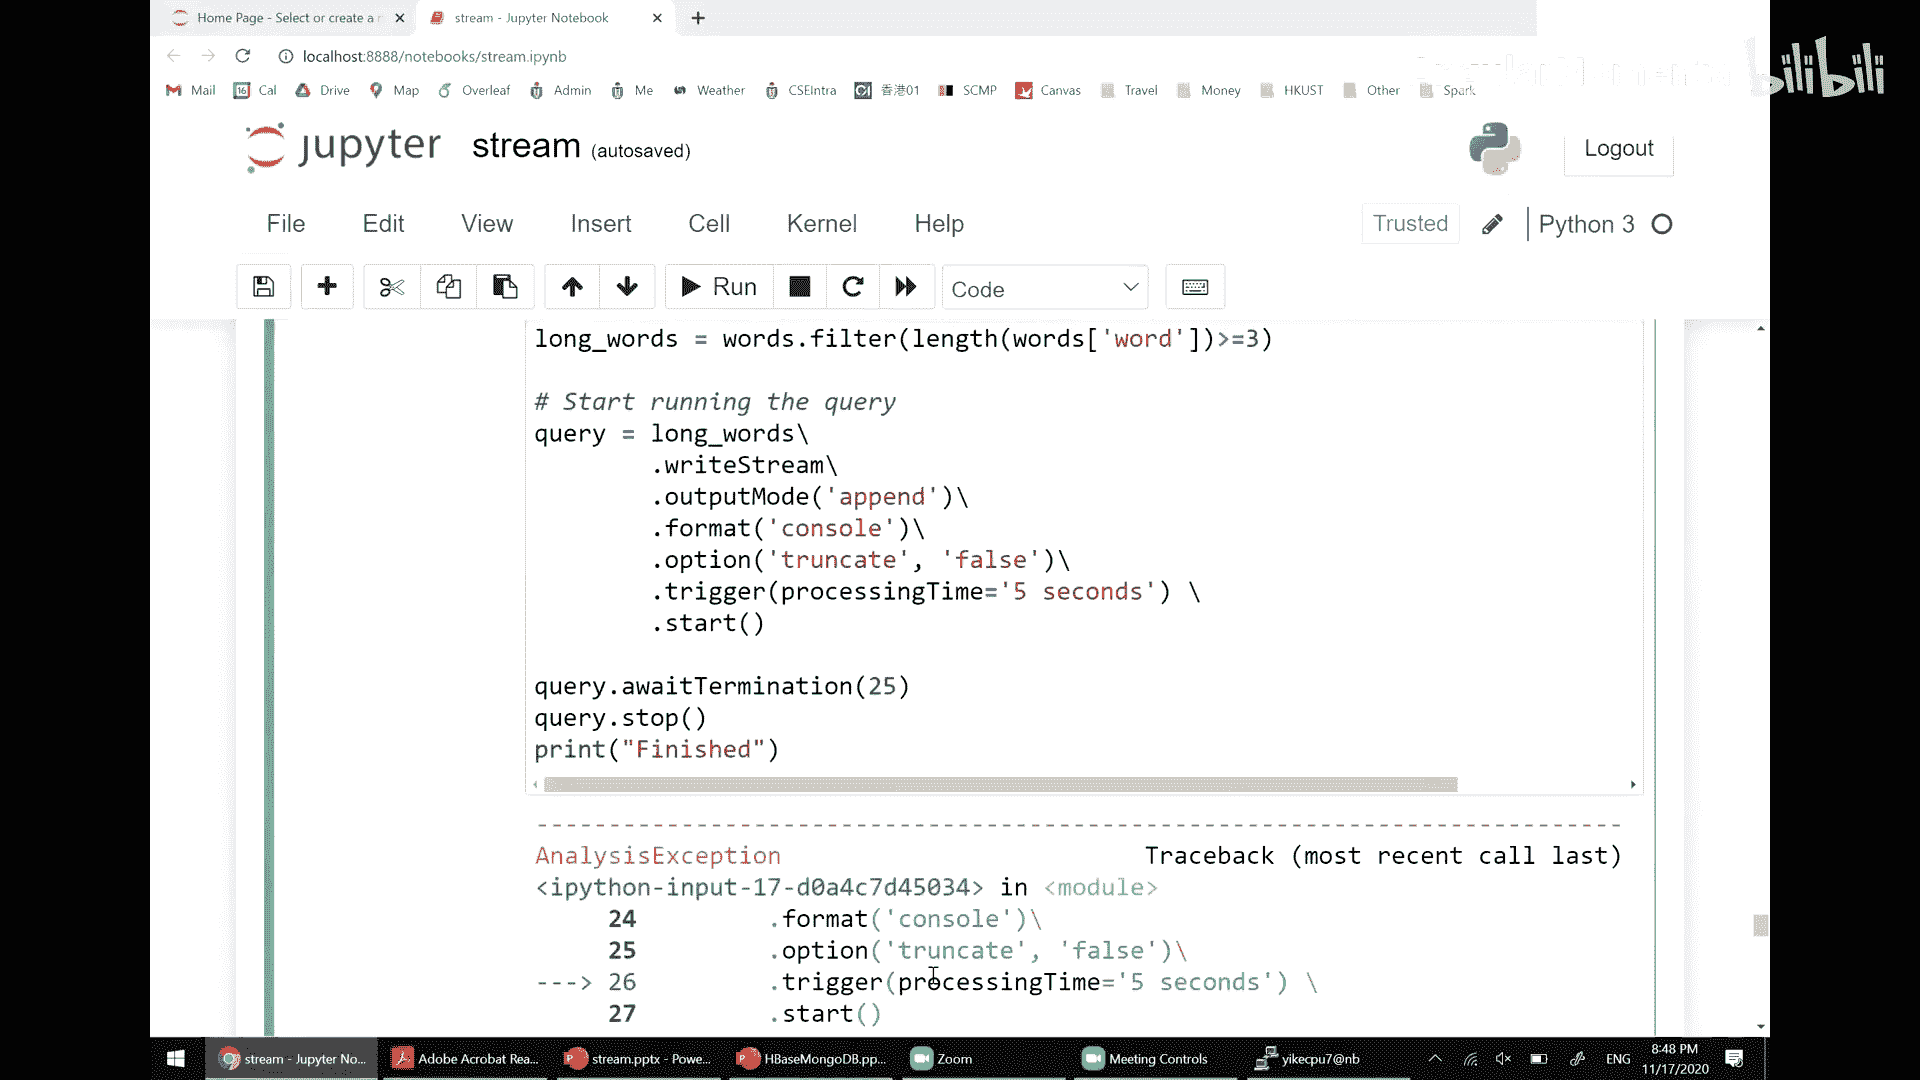 Home Page - Select or create a n
stream - Jupyter Notebook
localhost:8888/notebooks/stream.ipynb
Mail Cal Drive Map Overleaf Admin Me Weather CSEIntra 香港01 SCMP Canvas Travel Money HKUST Other Spark
bilibili
jupyter stream (autosaved)
Logout
File Edit View Insert Cell Kernel Help
Trusted Python 3
Run Code
long_words = words.filter(length(words['word'])>=3)
# Start running the query
query = long_words\
.writeStream\
.outputMode('append')\
.format('console')\
.option('truncate', 'false')\
.trigger(processingTime='5 seconds') \
.start()
query.awaitTermination(25)
query.stop()
print("Finished")
---------------------------------------------------------------------------
AnalysisException Traceback (most recent call last)
<ipython-input-17-d0a4c7d45034> in <module>
24 .format('console')\
25 .option('truncate', 'false')\
---> 26 .trigger(processingTime='5 seconds') \
27 .start()
stream - Jupyter No...
Adobe Acrobat Rea...
stream.pptx - Powe...
HBaseMongoDB.pp...
Zoom
Meeting Controls
yikecpu7@nb
ENG
8:48 PM
11/17/2020